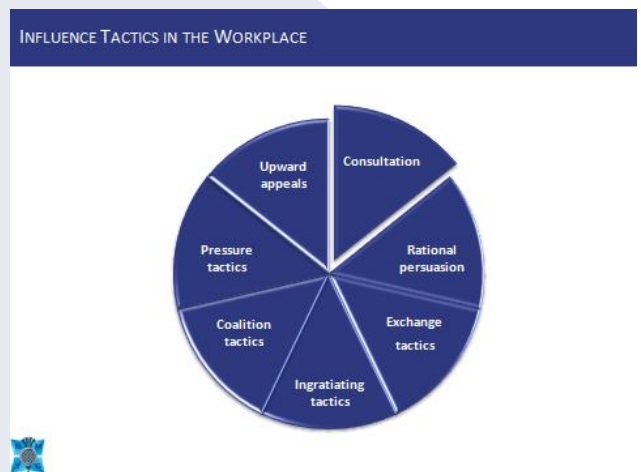 INFLUENCE TACTICS IN THE WORKPLACE
Consultation
Rational
persuasion
Exchange
tactics
Ingratiating
tactics
Coalition
tactics
Pressure
tactics
Upward
appeals